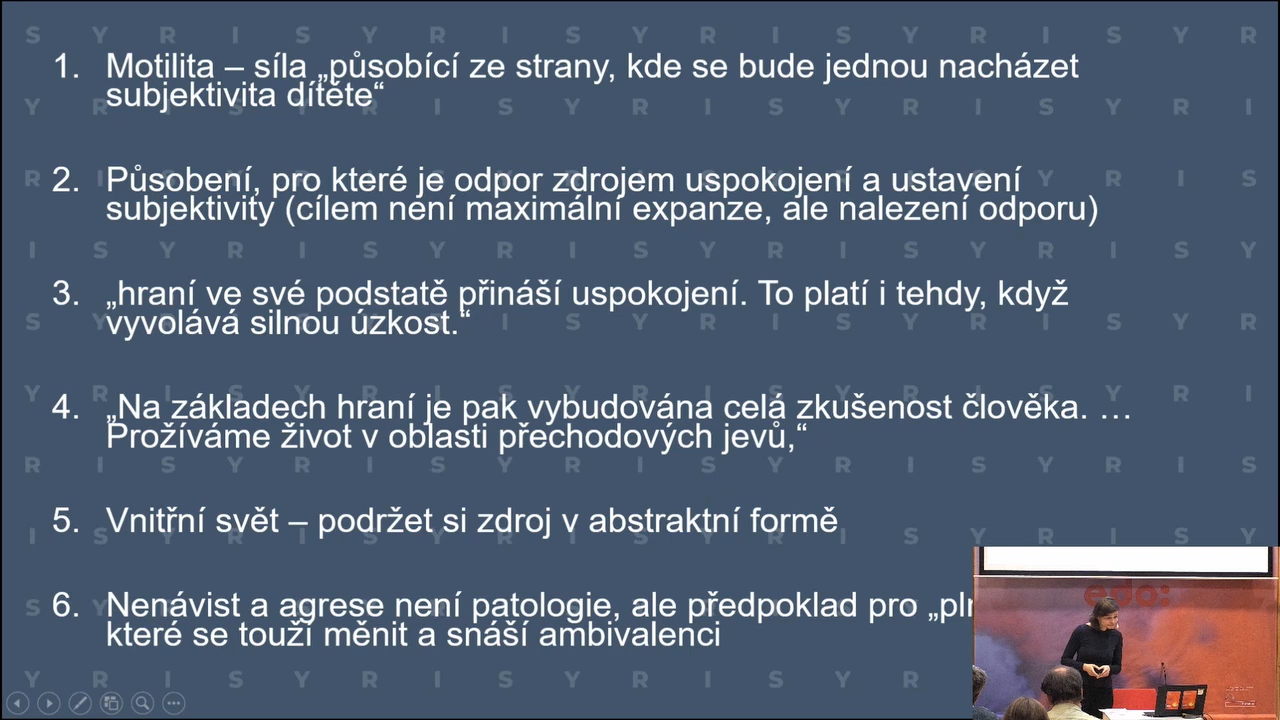 S Y R I S Y R I S Y R I S Y R I S Y R
1. Motilita – síla „působící ze strany, kde se bude jednou nacházet
subjektivita dítěte“
2. Působení, pro které je odpor zdrojem uspokojení a ustavení
subjektivity (cílem není maximální expanze, ale nalezení odporu)
3. „hraní ve své podstatě přináší uspokojení. To platí i tehdy, když
vyvolává silnou úzkost.“
4. „Na základech hraní je pak vybudována celá zkušenost člověka. …
Prožíváme život v oblasti přechodových jevů,“
5. Vnitřní svět – podržet si zdroj v abstraktní formě
6. Nenávist a agrese není patologie, ale předpoklad pro
které se touží měnit a snáší ambivalenci
edo: